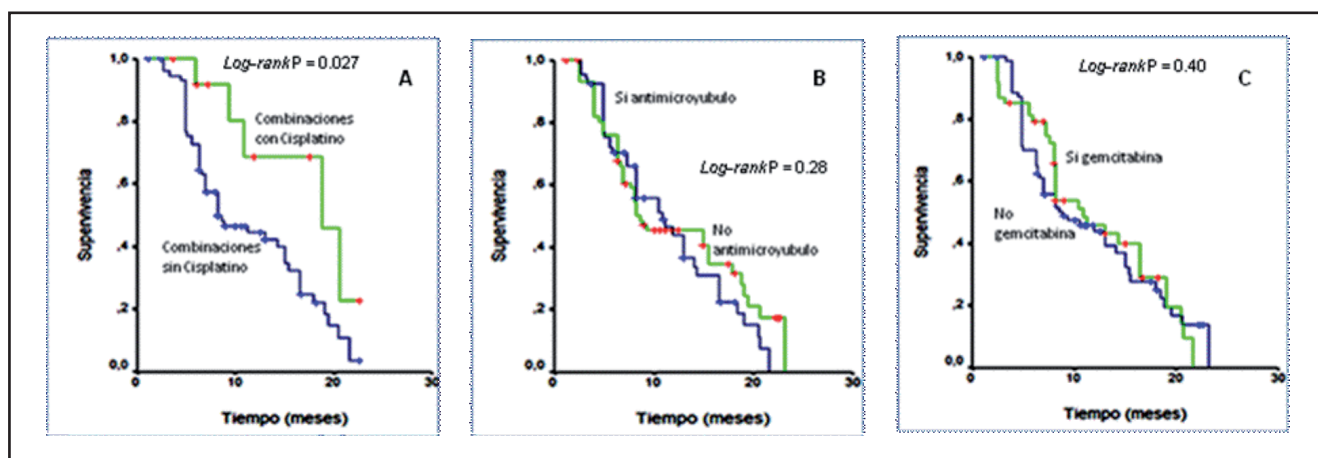 Log-rank P = 0.027
A
Combinaciones
con Cisplatino
Combinaciones
sin Cisplatino
Supervivencia
1,0
,8
,6
,4
,2
0,0
0
10
20
30
Tiempo (meses)
B
Si antimicroyubulo
Log-rank P = 0.28
No
antimicroyubulo
Supervivencia
1,0
,8
,6
,4
,2
0,0
0
10
20
30
Tiempo (meses)
Log-rank P = 0.40
C
Si gemcitabina
No
gemcitabina
Supervivencia
1,0
,8
,6
,4
,2
0,0
0
10
20
30
Tiempo (meses)